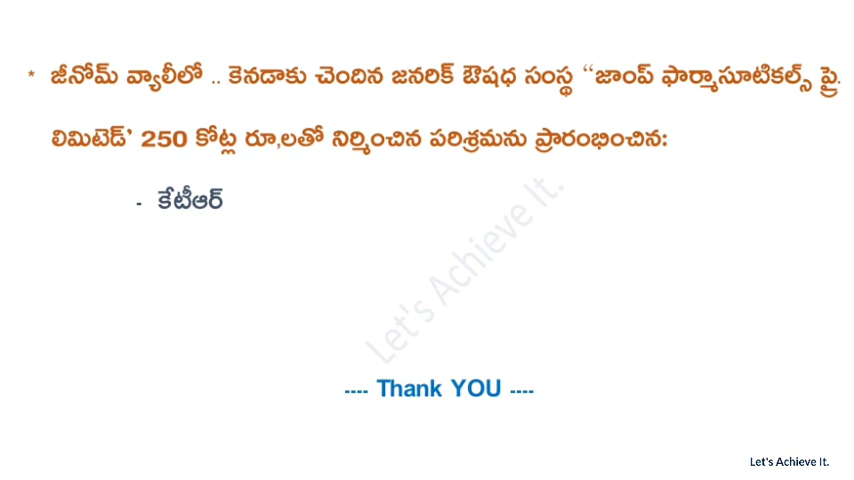 * జీనోమ్ వ్యాలీలో .. కెనడాకు చెందిన జనరిక్ ఔషధ సంస్థ “జాంప్ ఫార్మాసూటికల్స్ ప్రై.
లిమిటెడ్’ 250 కోట్ల రూ,లతో నిర్మించిన పరిశ్రమను ప్రారంభించిన:
- కేటీఆర్
Let's Achieve It.
---- Thank YOU ----
Let's Achieve It.